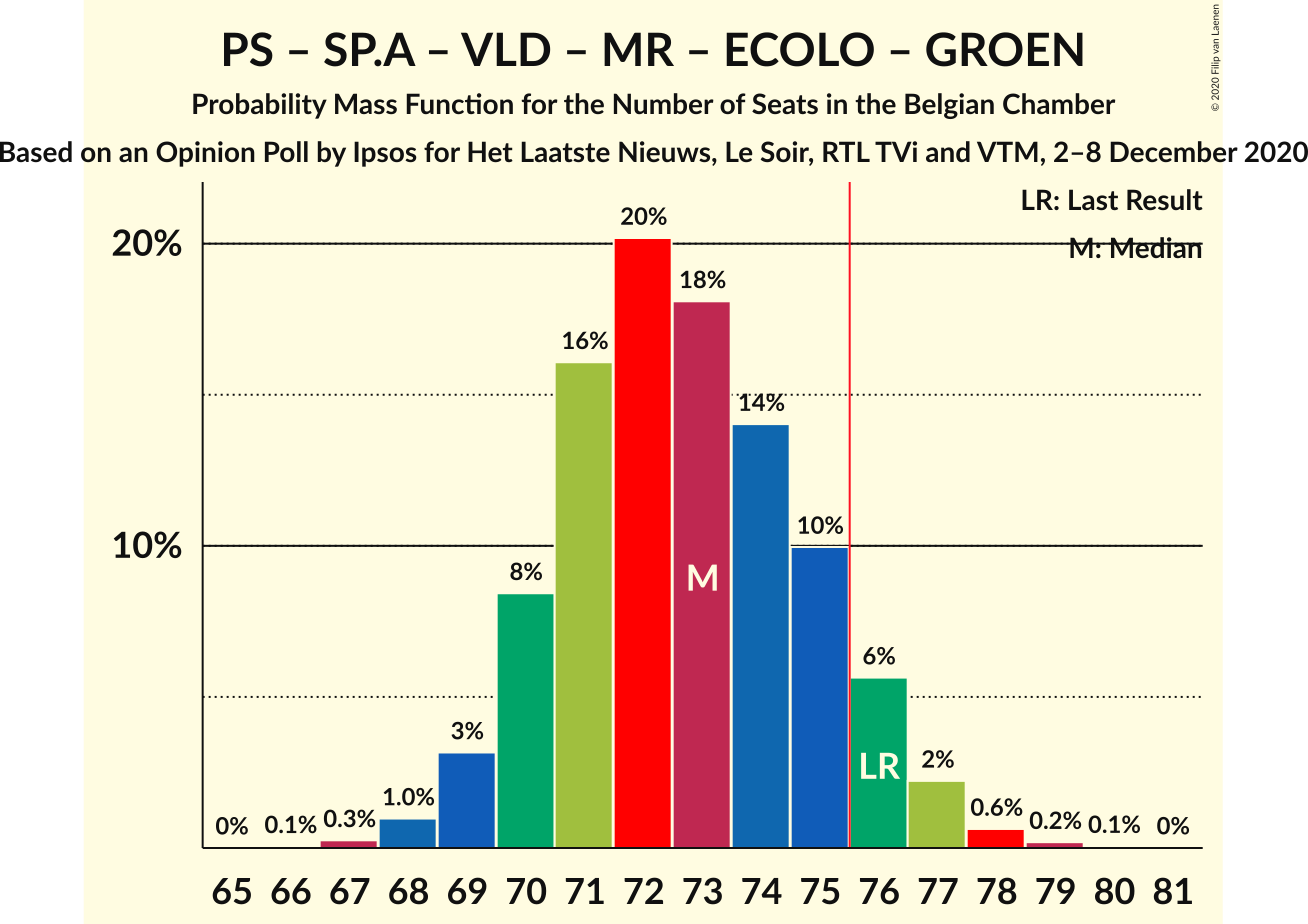 PS – SP.A – VLD – MR – ECOLO – GROEN
Probability Mass Function for the Number of Seats in the Belgian Chamber
Based on an Opinion Poll by Ipsos for Het Laatste Nieuws, Le Soir, RTL TVi and VTM, 2–8 December 2020
© 2020 Filip van Laenen
LR: Last Result
M: Median
20%
10%
0%
0.1%
0.3%
1.0%
3%
8%
16%
20%
18%
14%
10%
6%
2%
0.6%
0.2%
0.1%
0%
M
LR
65 66 67 68 69 70 71 72 73 74 75 76 77 78 79 80 81